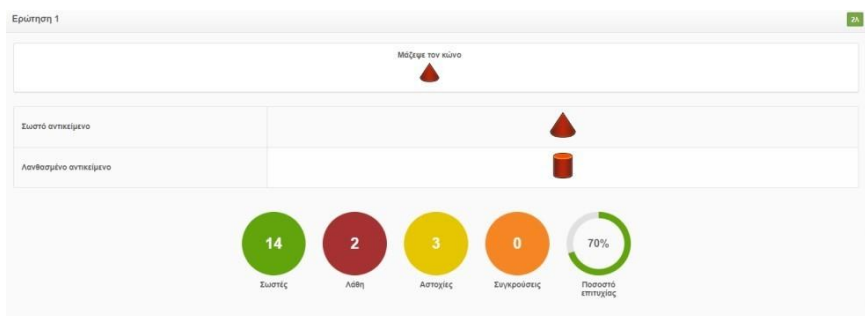 Ερώτηση 1
2Λ
Μάζεψε τον κώνο
Σωστό αντικείμενο
Λανθασμένο αντικείμενο
14
2
3
0
70%
Σωστές
Λάθη
Αστοχίες
Συγκρούσεις
Ποσοστό
επιτυχίας